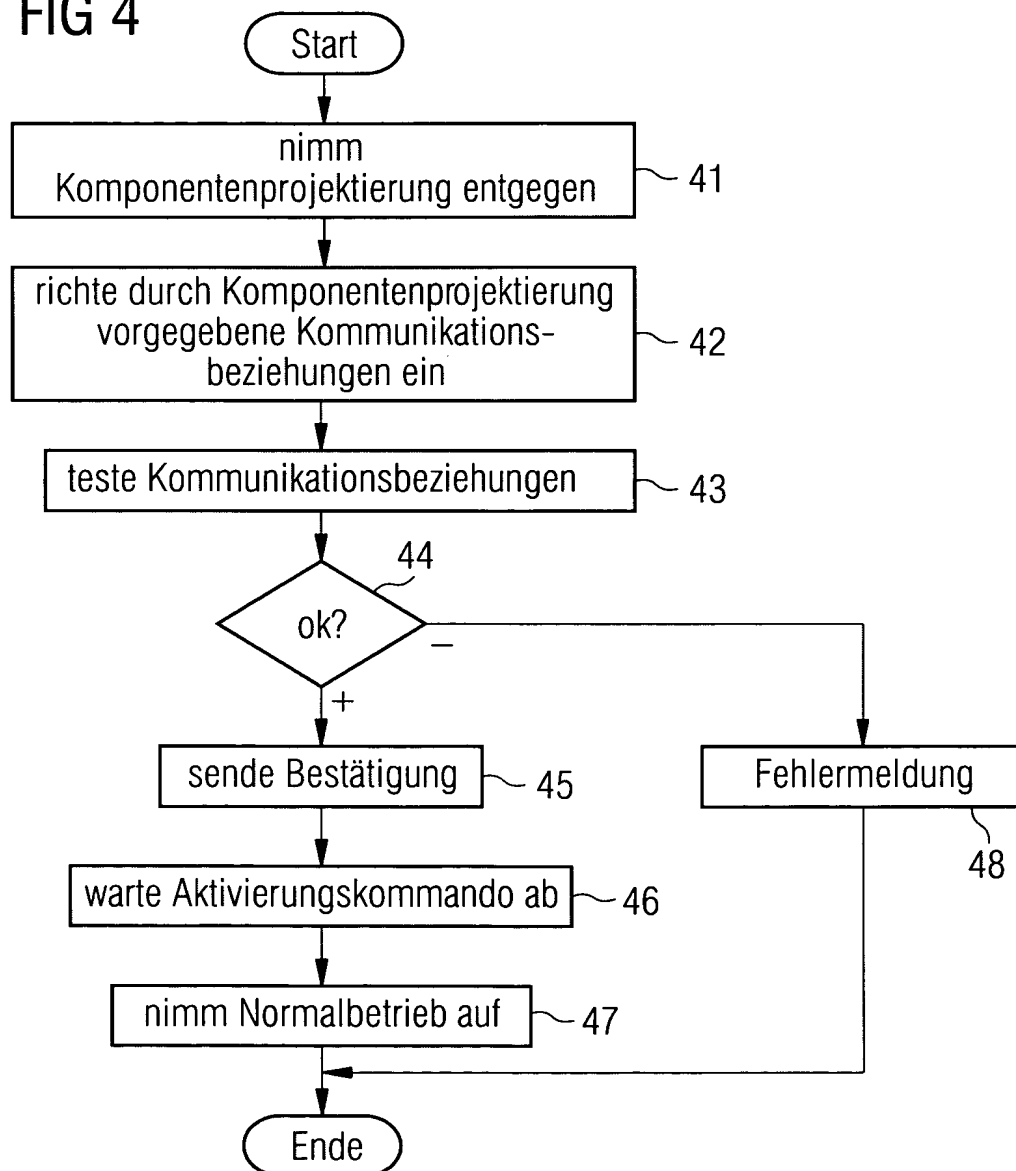 FIG 4
Start
nimm
Komponentenprojektierung entgegen
41
richte durch Komponentenprojektierung
vorgegebene Kommunikations-
beziehungen ein
42
teste Kommunikationsbeziehungen
43
44
ok?
–
+
sende Bestätigung
45
Fehlermeldung
48
warte Aktivierungskommando ab
46
nimm Normalbetrieb auf
47
Ende